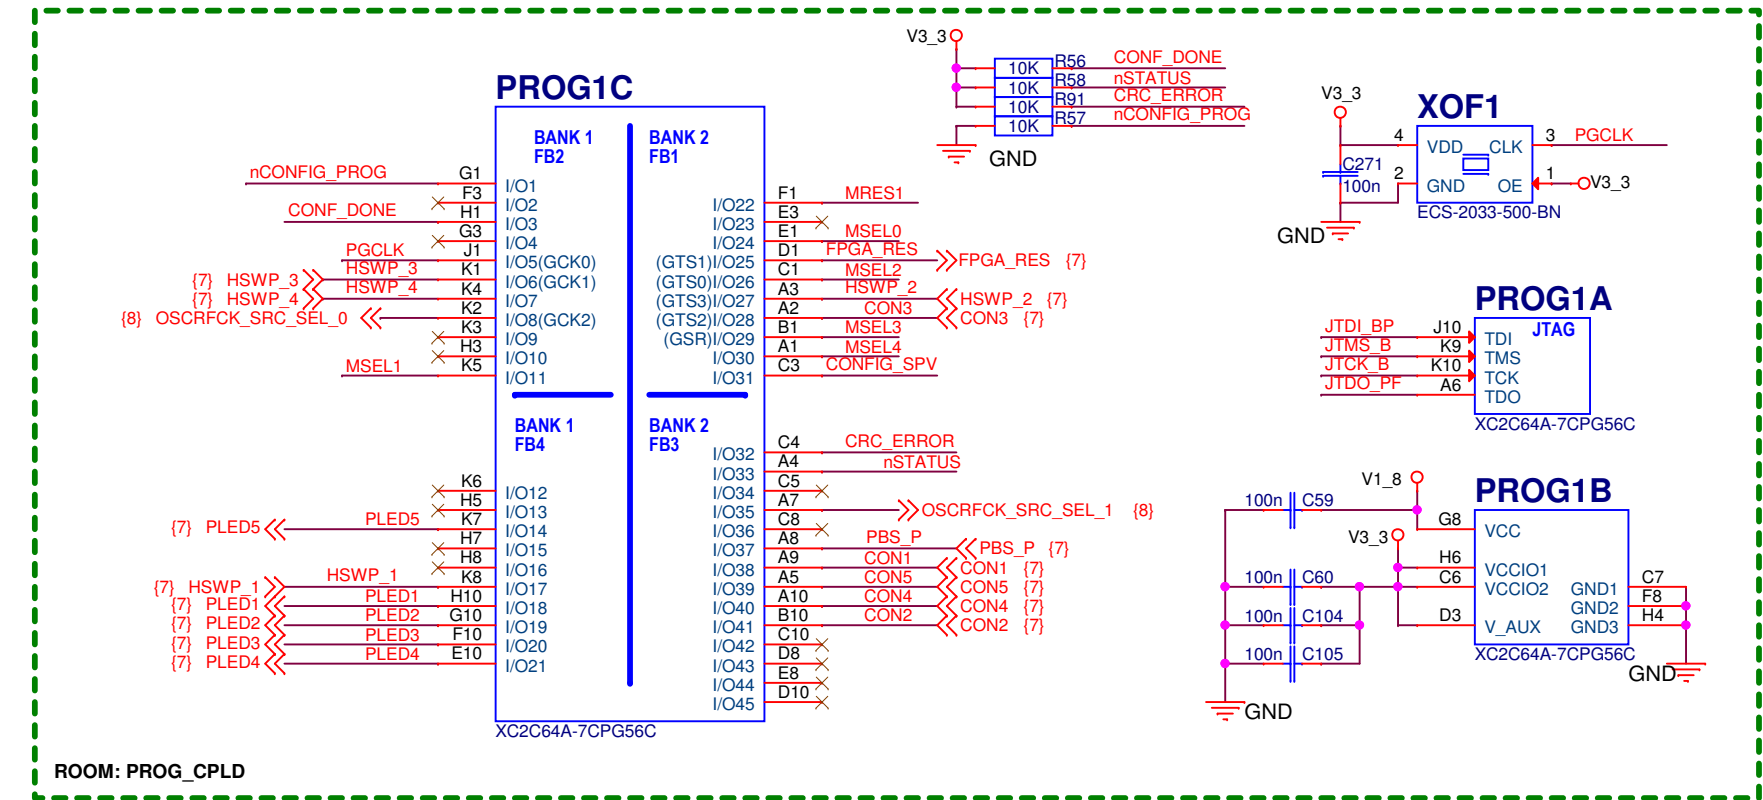 PROG1C
BANK 1
FB2
BANK 2
FB1
nCONFIG_PROG G1 I/O1
F3 I/O2
CONF_DONE H1 I/O3
G3 I/O4
PGCLK J1 I/O5(GCK0)
{7} HSWP_3 HSWP_3 K1 I/O6(GCK1)
{7} HSWP_4 HSWP_4 K4 I/O7
{8} OSCRFCK_SRC_SEL_0 K2 I/O8(GCK2)
K3 I/O9
H3 I/O10
MSEL1 K5 I/O11
I/O22 F1 MRES1
I/O23 E3
I/O24 E1 MSEL0
(GTS1)I/O25 D1 FPGA_RES FPGA_RES {7}
(GTS0)I/O26 C1 MSEL2
(GTS3)I/O27 A3 HSWP_2 HSWP_2 {7}
(GTS2)I/O28 A2 CON3 CON3 {7}
(GSR)I/O29 B1 MSEL3
I/O30 A1 MSEL4
I/O31 C3 CONFIG_SPV
BANK 1
FB4
BANK 2
FB3
K6 I/O12
H5 I/O13
{7} PLED5 PLED5 K7 I/O14
H7 I/O15
H8 I/O16
{7} HSWP_1 HSWP_1 K8 I/O17
{7} PLED1 PLED1 H10 I/O18
{7} PLED2 PLED2 G10 I/O19
{7} PLED3 PLED3 F10 I/O20
{7} PLED4 PLED4 E10 I/O21
I/O32 C4 CRC_ERROR
I/O33 A4 nSTATUS
I/O34 C5
I/O35 A7 OSCRFCK_SRC_SEL_1 {8}
I/O36 C8
I/O37 A8 PBS_P PBS_P {7}
I/O38 A9 CON1 CON1 {7}
I/O39 A5 CON5 CON5 {7}
I/O40 A10 CON4 CON4 {7}
I/O41 B10 CON2 CON2 {7}
I/O42 C10
I/O43 D8
I/O44 E8
I/O45 D10
XC2C64A-7CPG56C
V3_3
10K R56 CONF_DONE
10K R58 nSTATUS
10K R91 CRC_ERROR
10K R57 nCONFIG_PROG
GND
V3_3
XOF1
4 VDD CLK 3 PGCLK
C271
100n
2 GND OE 1 V3_3
ECS-2033-500-BN
GND
PROG1A
JTAG
JTDI_BP J10 TDI
JTMS_B K9 TMS
JTCK_B K10 TCK
JTDO_PF A6 TDO
XC2C64A-7CPG56C
V1_8
PROG1B
100n C59
G8 VCC
V3_3
H6 VCCIO1
100n C60
C6 VCCIO2 GND1 C7
GND2 F8
100n C104
D3 V_AUX GND3 H4
100n C105
XC2C64A-7CPG56C
GND
GND
ROOM: PROG_CPLD